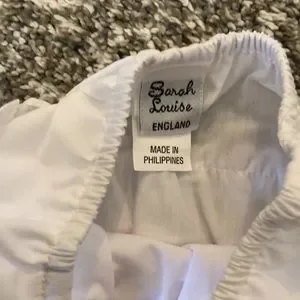 Sarah
Louise
ENGLAND
MADE IN
PHILIPPINES